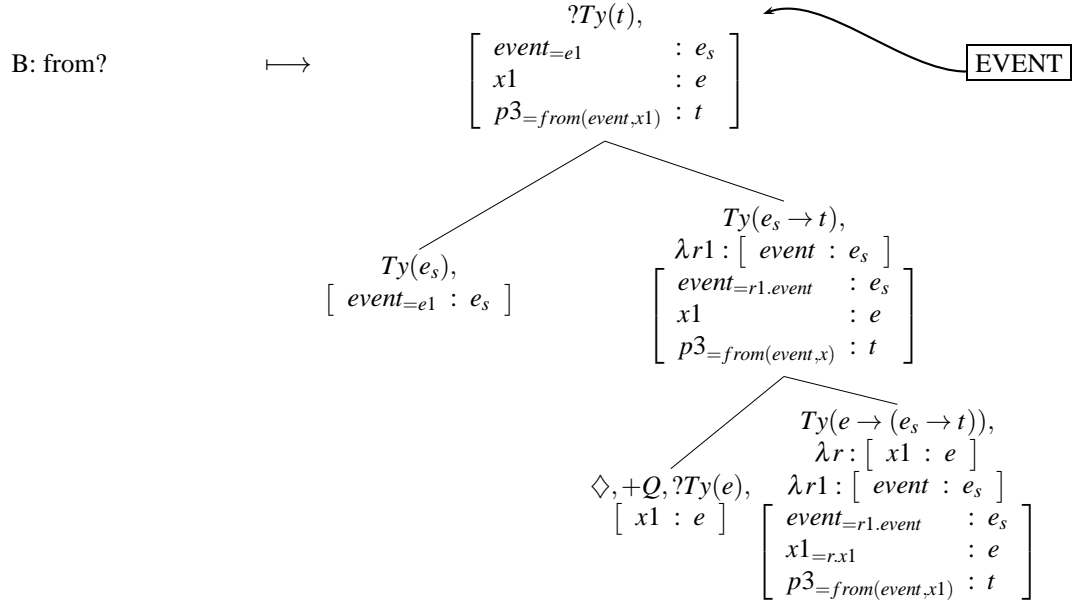 ?Ty(t),
B: from? ⟼ [ event=e1 : es EVENT
x1 : e
p3=from(event,x1) : t ]
Ty(es → t),
λr1 : [ event : es ]
Ty(es),
[ event=e1 : es ]
[ event=r1.event : es
x1 : e
p3=from(event,x) : t ]
Ty(e → (es → t)),
λr : [ x1 : e ]
♢, +Q, ?Ty(e), λr1 : [ event : es ]
[ x1 : e ]
[ event=r1.event : es
x1=r.x1 : e
p3=from(event,x1) : t ]